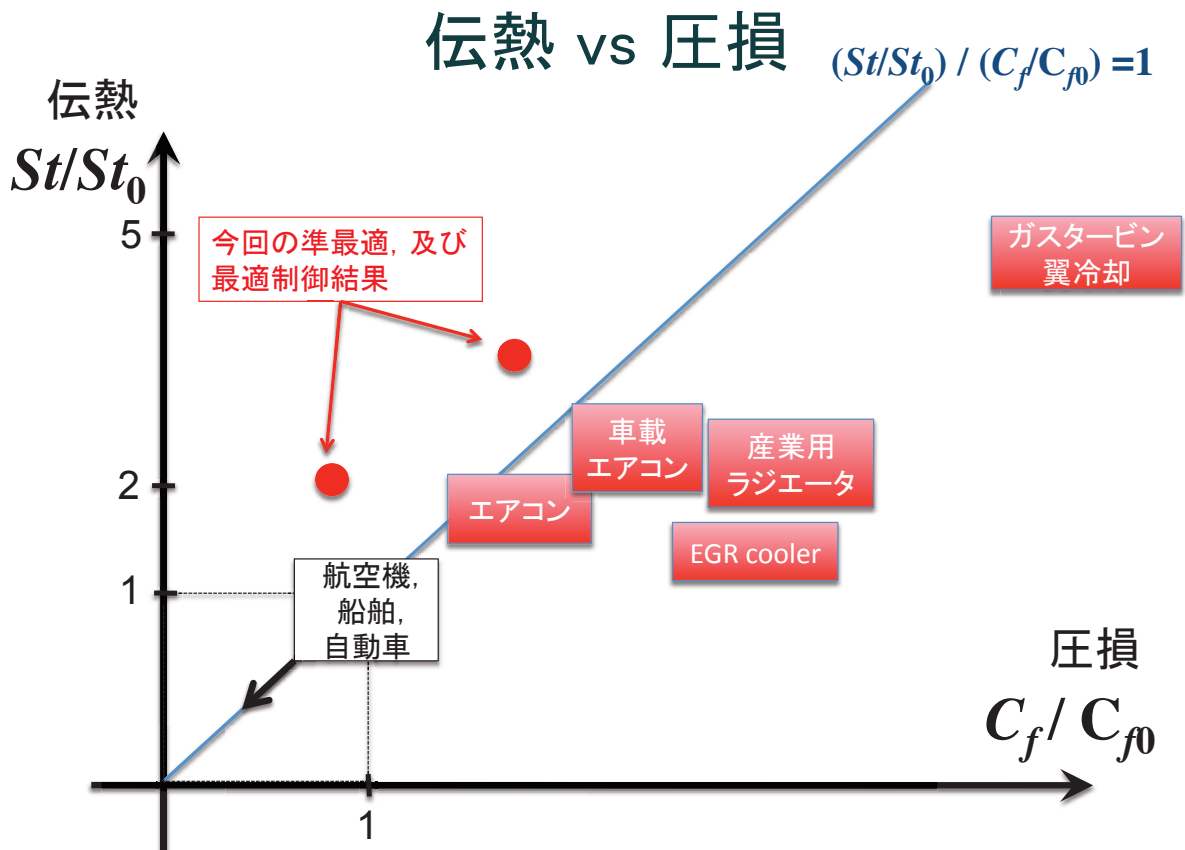 伝熱 vs 圧損
(St/St0) / (Cf/Cf0) =1
伝熱
St/St0
5
今回の準最適, 及び
最適制御結果
ガスタービン
翼冷却
車載
エアコン
産業用
ラジエータ
2
エアコン
EGR cooler
1
航空機,
船舶,
自動車
圧損
Cf / Cf0
1